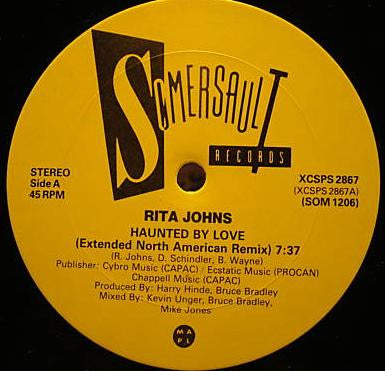 SOMERSAULT
RECORDS
STEREO
Side A
45 RPM
XCSPS 2867
(XCSPS 2867A)
(SOM 1206)
RITA JOHNS
HAUNTED BY LOVE
(Extended North American Remix) 7:37
(R. Johns, D. Schindler, B. Wayne)
Publisher: Cybro Music (CAPAC) / Ecstatic Music (PROCAN)
Chappell Music (CAPAC)
Produced By: Harry Hinde, Bruce Bradley
Mixed By: Kevin Unger, Bruce Bradley,
Mike Jones
M A
P L